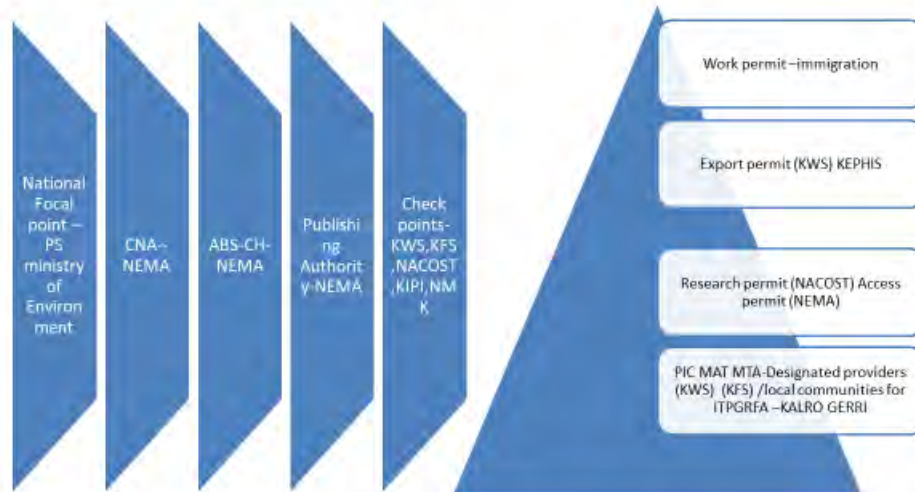 National
Focal
point –
PS
ministry
of
Environ
ment
CNA–
NEMA
ABS-CH-
NEMA
Publishi
ng
Authorit
y-NEMA
Check
points-
KWS,KFS
,NACOST
,KIPI,NM
K
Work permit –immigration
Export permit (KWS) KEPHIS
Research permit (NACOST) Access
permit (NEMA)
PIC MAT MTA-Designated providers
(KWS) (KFS) /local communities for
ITPGRFA –KALRO GERRI